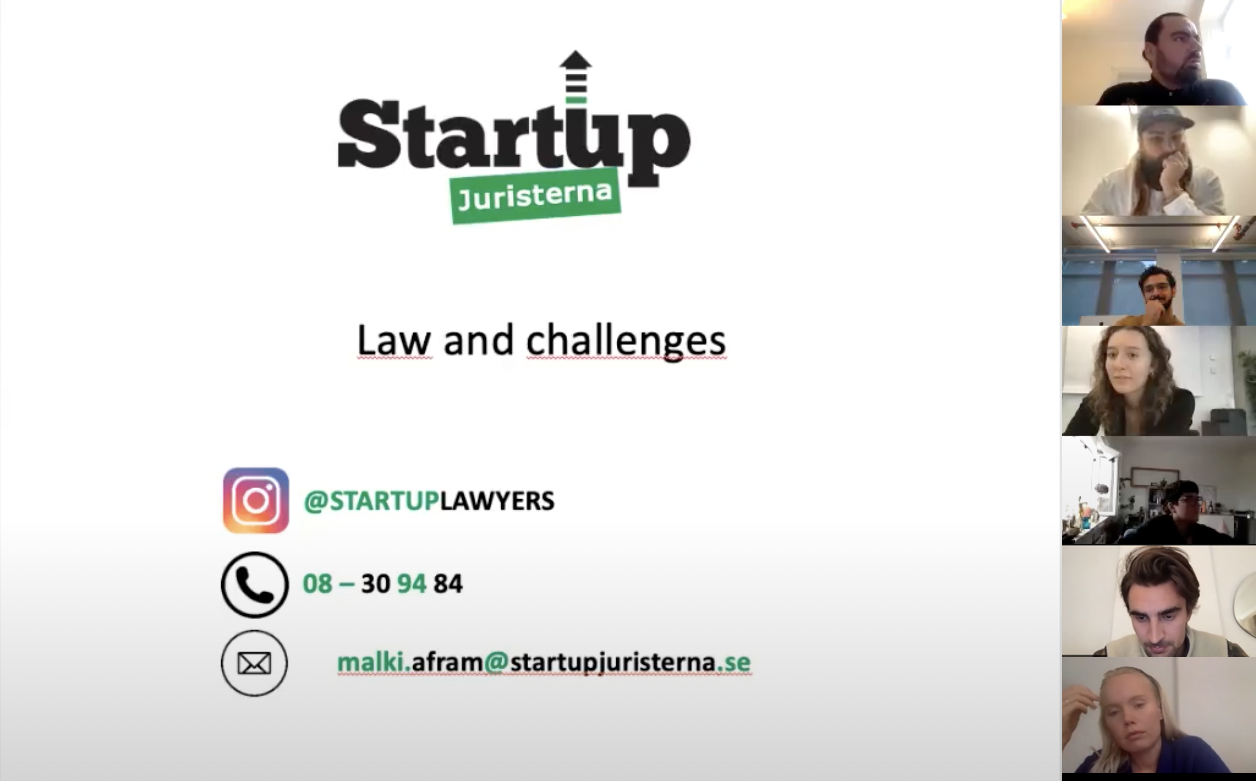 Startup
Juristerna
Law and challenges
@STARTUPLAWYERS
08 – 30 94 84
malki.afram@startupjuristerna.se